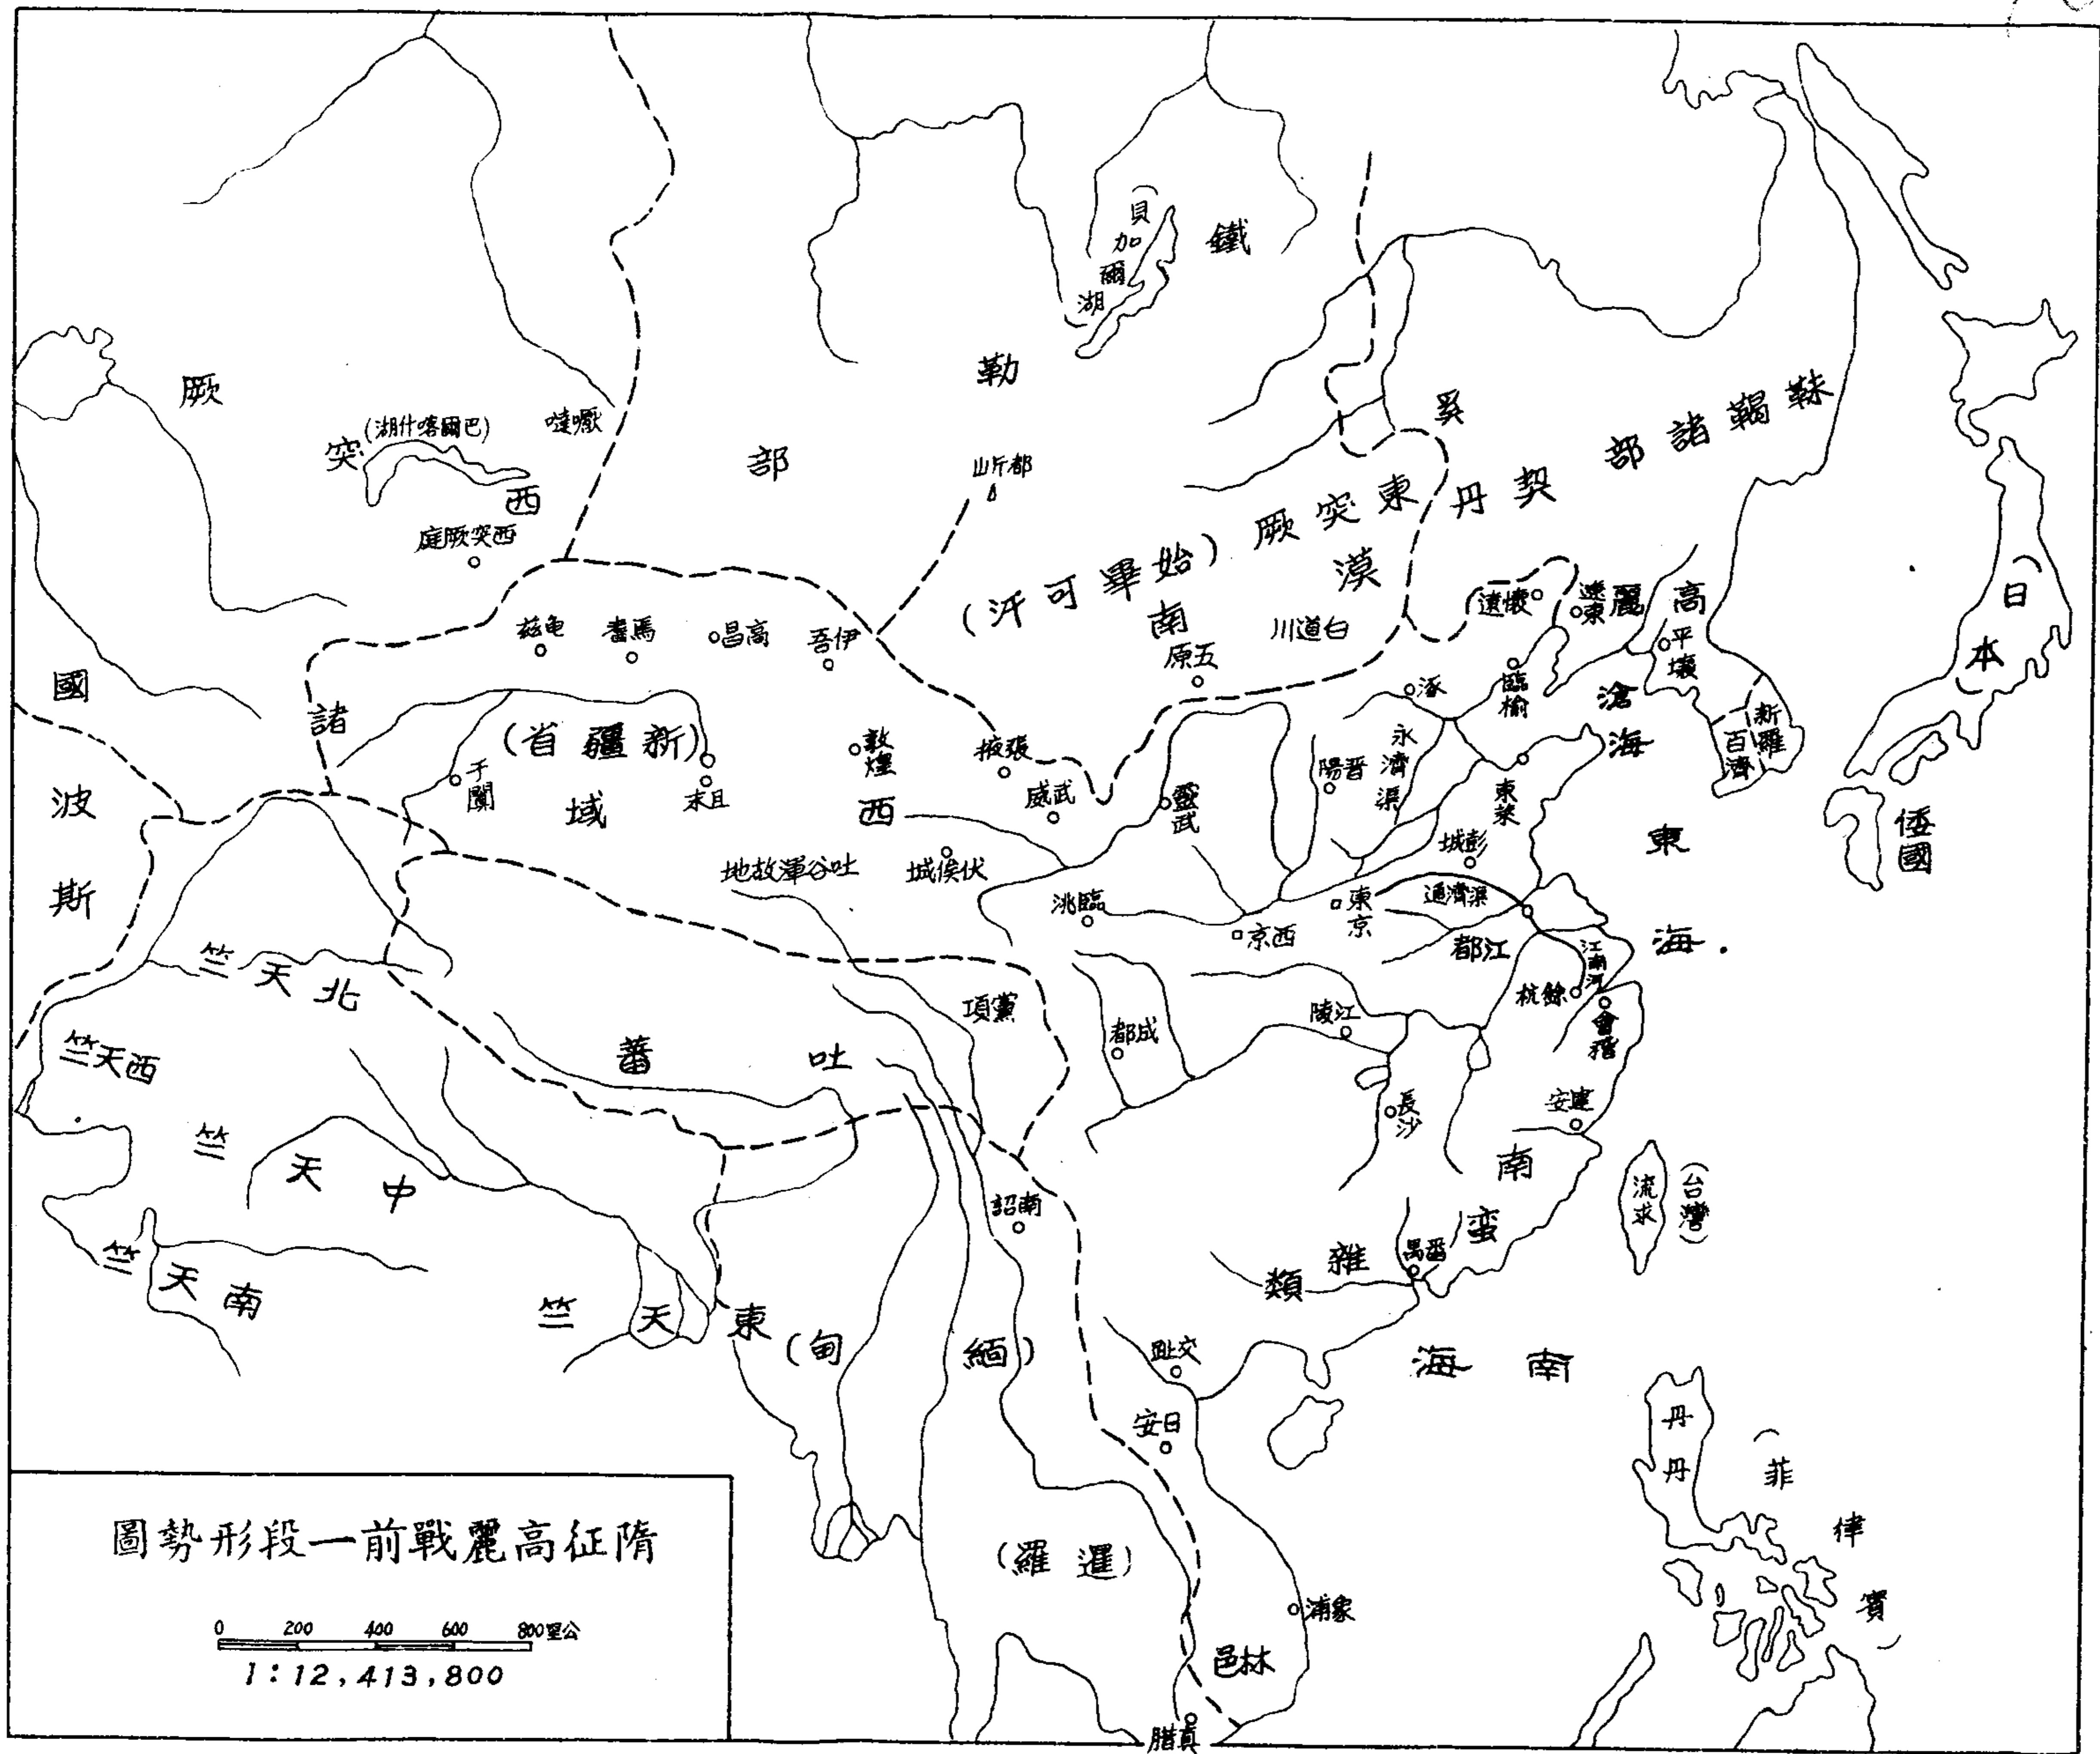 隋征高麗戰前一段形勢圖
0 200 400 600 800公里
1:12,413,800
鐵勒部
(貝加爾湖)
西突厥國
(巴爾喀什湖)
嚈噠
西突厥庭
都斤山
奚
契丹
靺鞨諸部
東突厥(始畢可汗)
漠南
白道川
五原
懷遠
遼東
高麗
平壤
新羅
百濟
(日本)
倭國
滄海
東海
臨榆
涿
永濟渠
晋陽
東萊
彭城
通濟渠
東京
西京
江都
江南河
餘杭
會稽
建安
流求
(台灣)
龜茲
焉耆
高昌
伊吾
西域諸
(新疆省)
于闐
且末
敦煌
張掖
武威
靈武
吐谷渾故地
伏俟城
臨洮
波斯
北天竺
西天竺
中天竺
南天竺
東天竺
吐蕃
党項
成都
江陵
長沙
南蛮雜類
番禺
南詔
(緬甸)
交趾
日安
南海
(暹羅)
象浦
林邑
真腊
丹丹
(菲律賓)